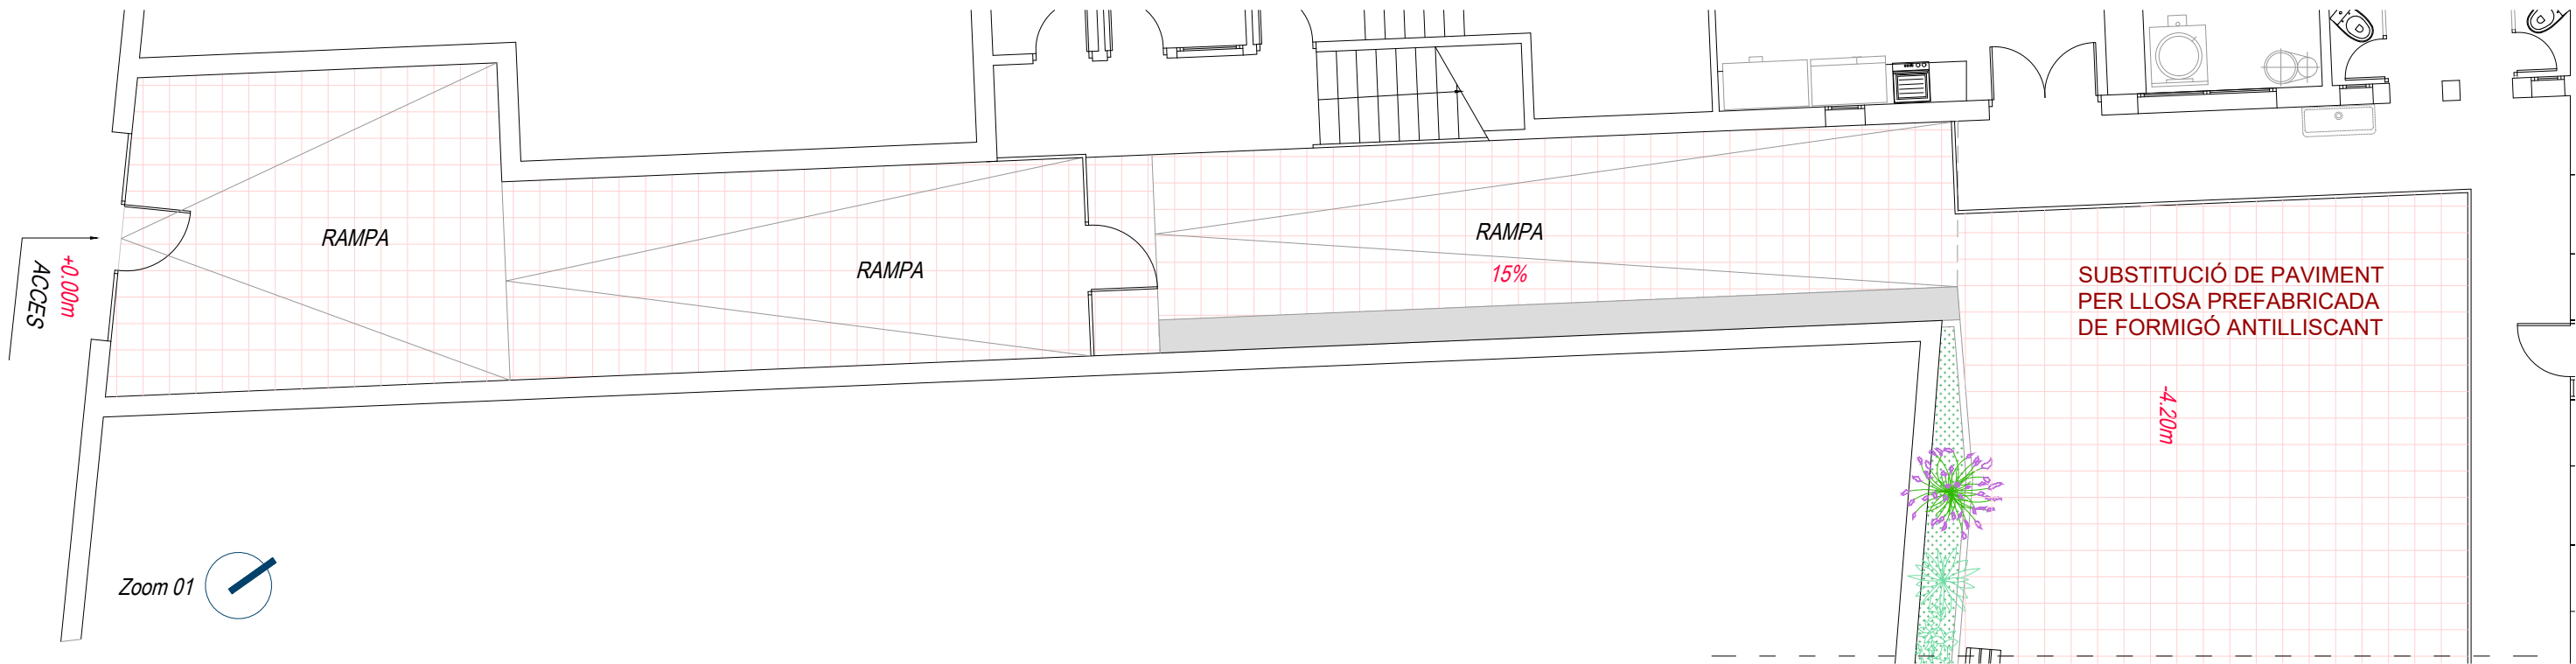 ACCES
+0.00m
RAMPA
RAMPA
RAMPA
15%
SUBSTITUCIÓ DE PAVIMENT
PER LLOSA PREFABRICADA
DE FORMIGÓ ANTILLISCANT
-4.20m
Zoom 01